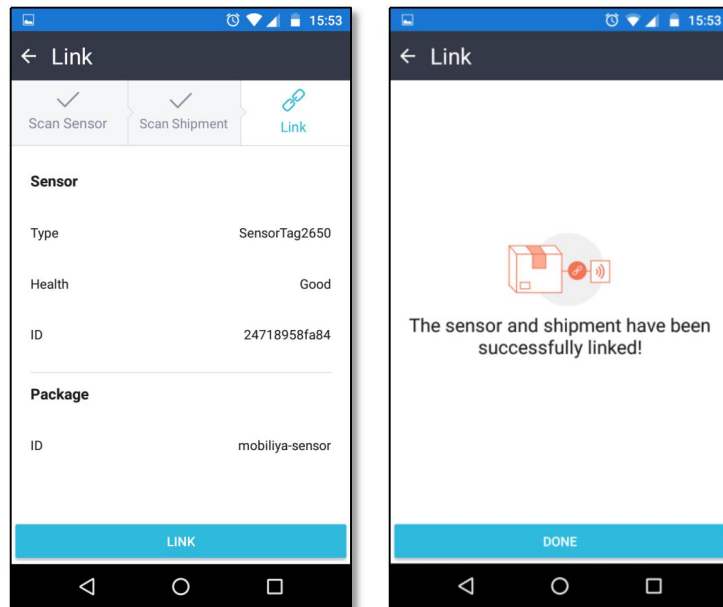 15:53
Link
Scan Sensor
Scan Shipment
Link
Sensor
Type SensorTag2650
Health Good
ID 24718958fa84
Package
ID mobiliya-sensor
LINK
15:53
Link
The sensor and shipment have been
successfully linked!
DONE